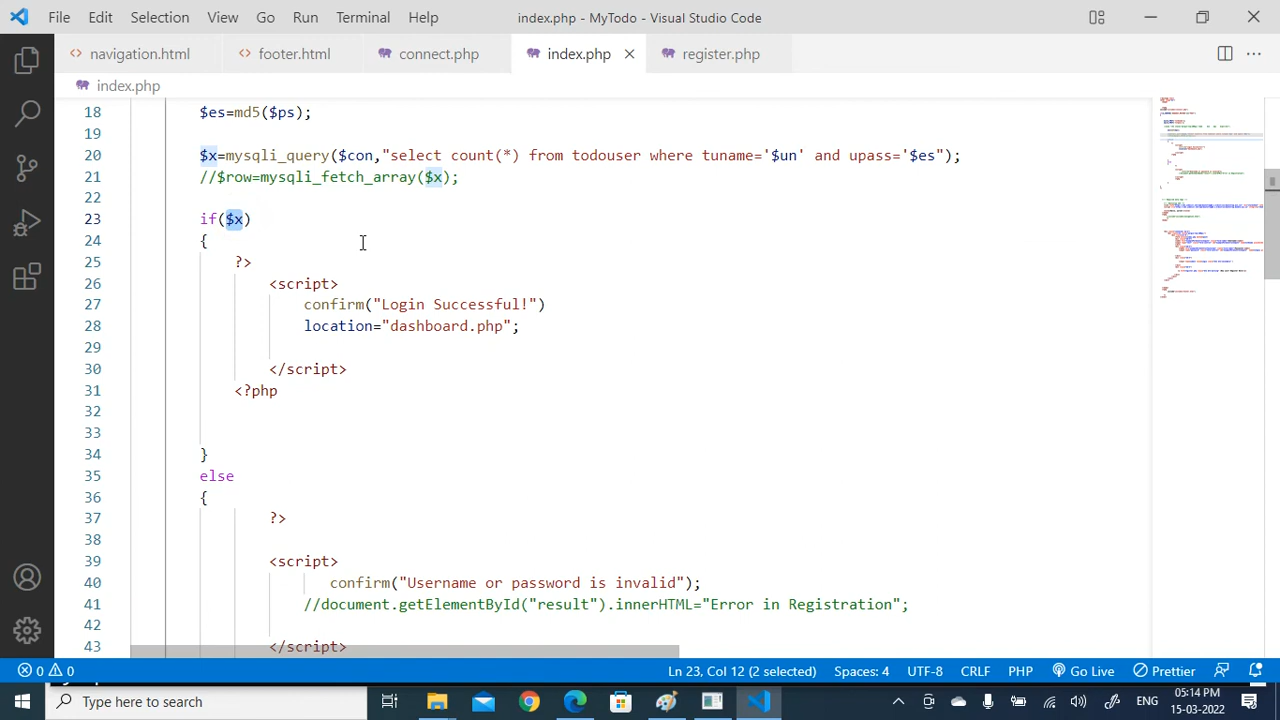 File Edit Selection View Go Run Terminal Help index.php - MyTodo - Visual Studio Code
navigation.html footer.html connect.php index.php register.php
index.php
18 $es=md5($ps);
19
20 $x=mysqli_query($con, select count(*) from todouser where tuname='$un' and upass='$es");
21 //$row=mysqli_fetch_array($x);
22
23 if($x)
24 {
25 ?>
26 <script>
27 confirm("Login Successful!")
28 location="dashboard.php";
29
30 </script>
31 <?php
32
33
34 }
35 else
36 {
37 ?>
38
39 <script>
40 confirm("Username or password is invalid");
41 //document.getElementById("result").innerHTML="Error in Registration";
42
43 </script>
0 0 Ln 23, Col 12 (2 selected) Spaces: 4 UTF-8 CRLF PHP Go Live Prettier
Type here to search ENG 05:14 PM
15-03-2022